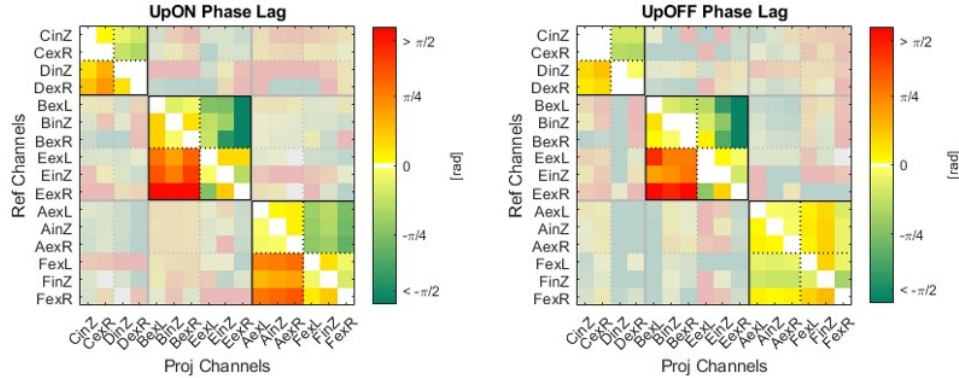 UpON Phase Lag
CinZ
CexR
DinZ
DexR
BexL
BinZ
BexR
EexL
EinZ
EexR
AexL
AinZ
AexR
FexL
FinZ
FexR
Ref Channels
CinZ CexR DinZ DexR BexL BinZ BexR EexL EinZ EexR AexL AinZ AexR FexL FinZ FexR
Proj Channels
> π/2
π/4
0
-π/4
< -π/2
[rad]
UpOFF Phase Lag
CinZ
CexR
DinZ
DexR
BexL
BinZ
BexR
EexL
EinZ
EexR
AexL
AinZ
AexR
FexL
FinZ
FexR
Ref Channels
CinZ CexR DinZ DexR BexL BinZ BexR EexL EinZ EexR AexL AinZ AexR FexL FinZ FexR
Proj Channels
> π/2
π/4
0
-π/4
< -π/2
[rad]